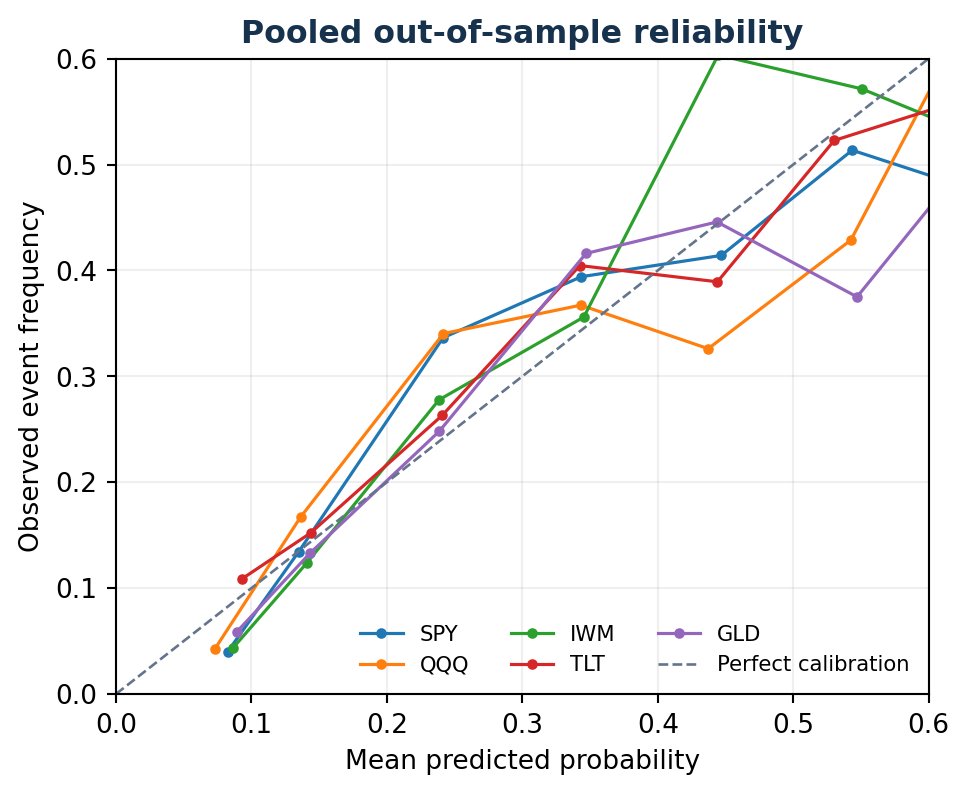 Pooled out-of-sample reliability
0.6
0.5
0.4
0.3
0.2
0.1
0.0
Observed event frequency
SPY
QQQ
IWM
TLT
GLD
Perfect calibration
0.0 0.1 0.2 0.3 0.4 0.5 0.6
Mean predicted probability